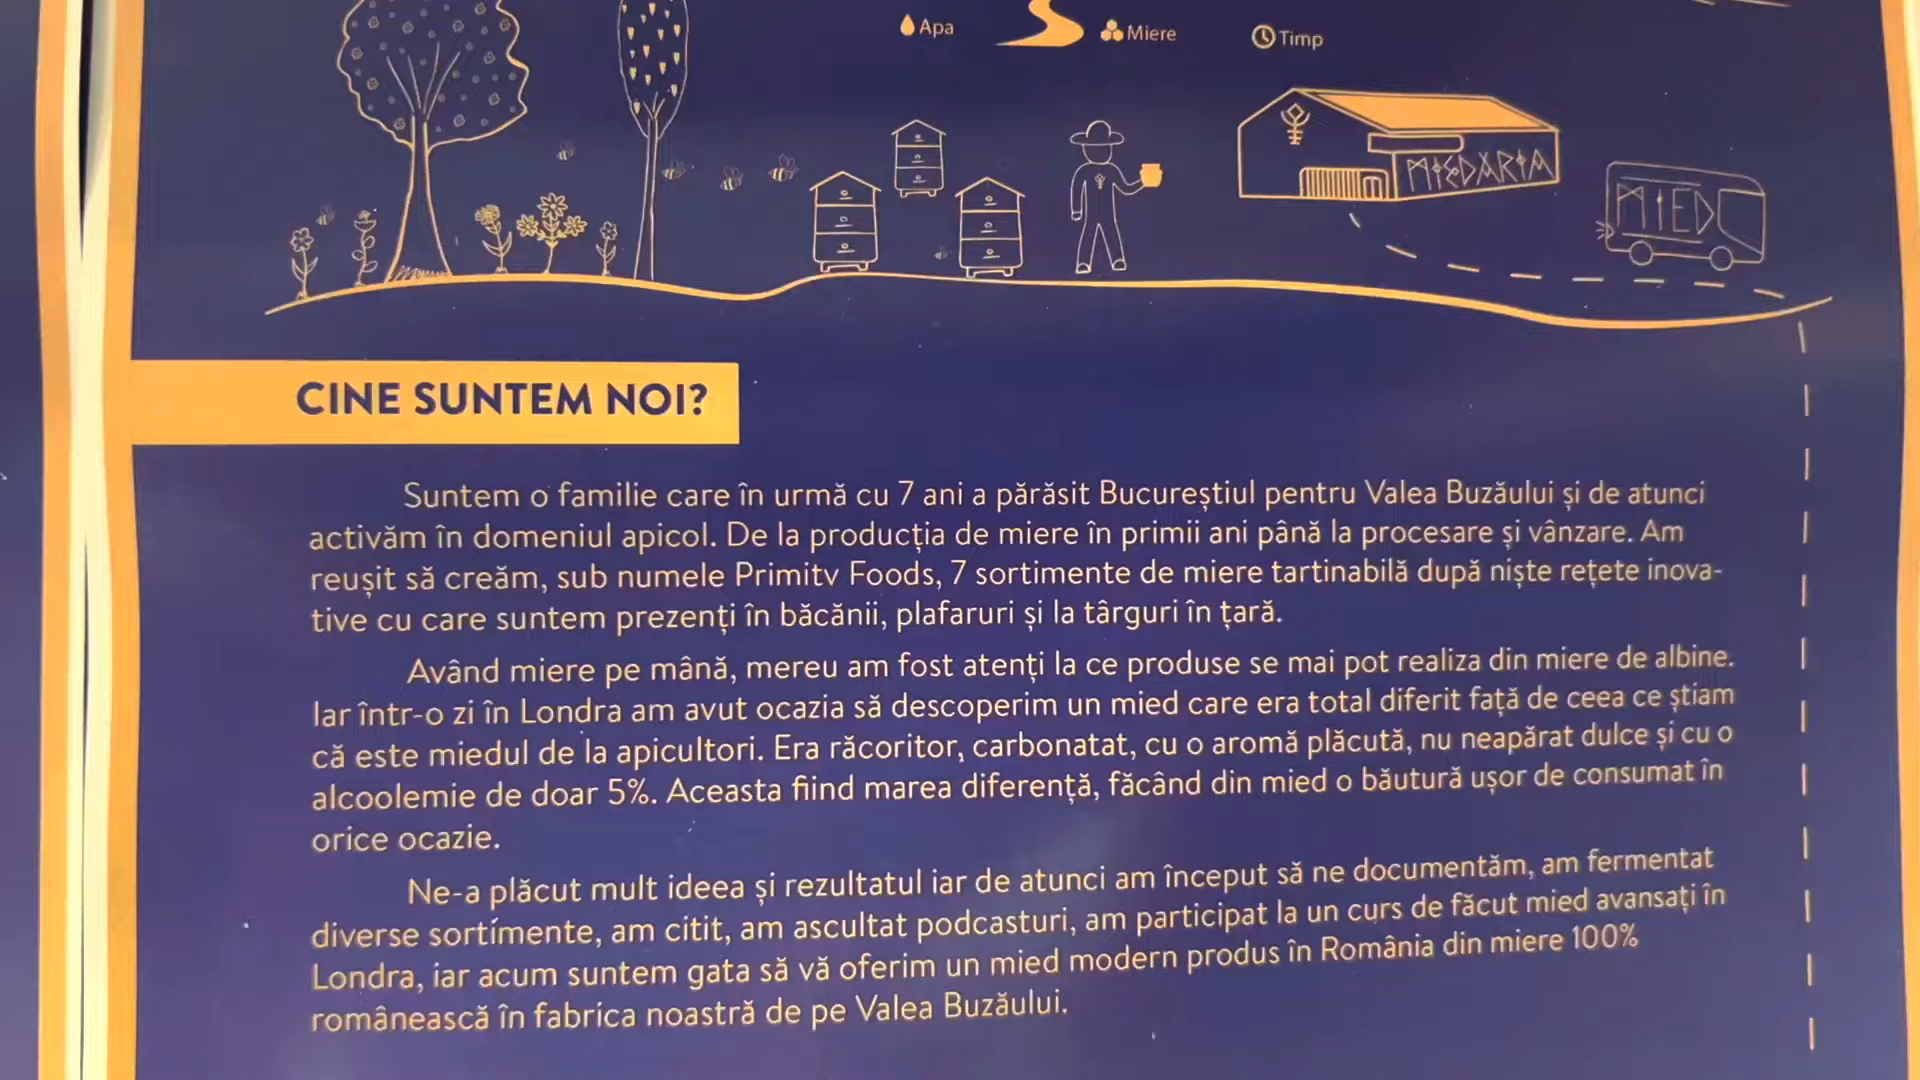 Apa
Miere
Timp
MIEDARIA
MIED
CINE SUNTEM NOI?
Suntem o familie care în urmă cu 7 ani a părăsit Bucureștiul pentru Valea Buzăului și de atunci
activăm în domeniul apicol. De la producția de miere în primii ani până la procesare și vânzare. Am
reușit să creăm, sub numele Primitv Foods, 7 sortimente de miere tartinabilă după niște rețete inova-
tive cu care suntem prezenți în băcănii, plafaruri și la târguri în țară.
Având miere pe mână, mereu am fost atenți la ce produse se mai pot realiza din miere de albine.
Iar într-o zi în Londra am avut ocazia să descoperim un mied care era total diferit față de ceea ce știam
că este miedul de la apicultori. Era răcoritor, carbonatat, cu o aromă plăcută, nu neapărat dulce și cu o
alcoolemie de doar 5%. Aceasta fiind marea diferență, făcând din mied o băutură ușor de consumat în
orice ocazie.
Ne-a plăcut mult ideea și rezultatul iar de atunci am început să ne documentăm, am fermentat
diverse sortimente, am citit, am ascultat podcasturi, am participat la un curs de făcut mied avansați în
Londra, iar acum suntem gata să vă oferim un mied modern produs în România din miere 100%
românească în fabrica noastră de pe Valea Buzăului.